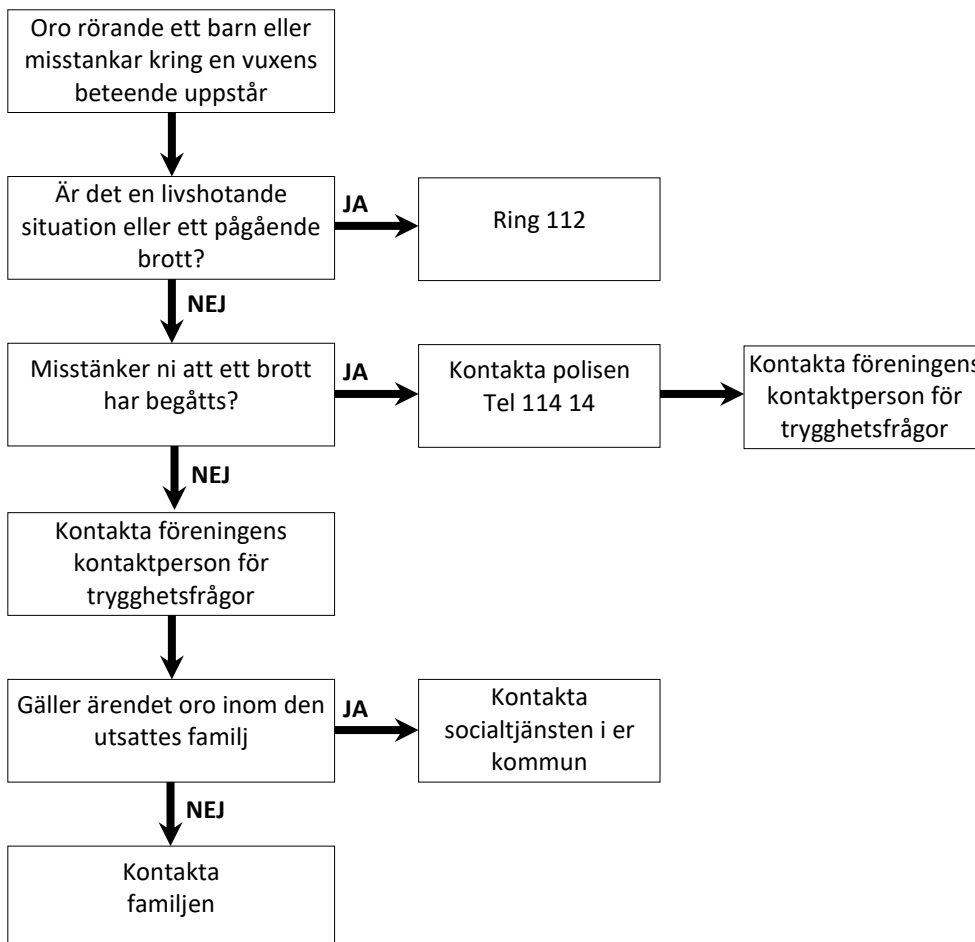 Oro rörande ett barn eller
misstankar kring en vuxens
beteende uppstår
Är det en livshotande
situation eller ett pågående
brott?
JA
Ring 112
NEJ
Misstänker ni att ett brott
har begåtts?
JA
Kontakta polisen
Tel 114 14
Kontakta föreningens
kontaktperson för
trygghetsfrågor
NEJ
Kontakta föreningens
kontaktperson för
trygghetsfrågor
Gäller ärendet oro inom den
utsattes familj
JA
Kontakta
socialtjänsten i er
kommun
NEJ
Kontakta
familjen